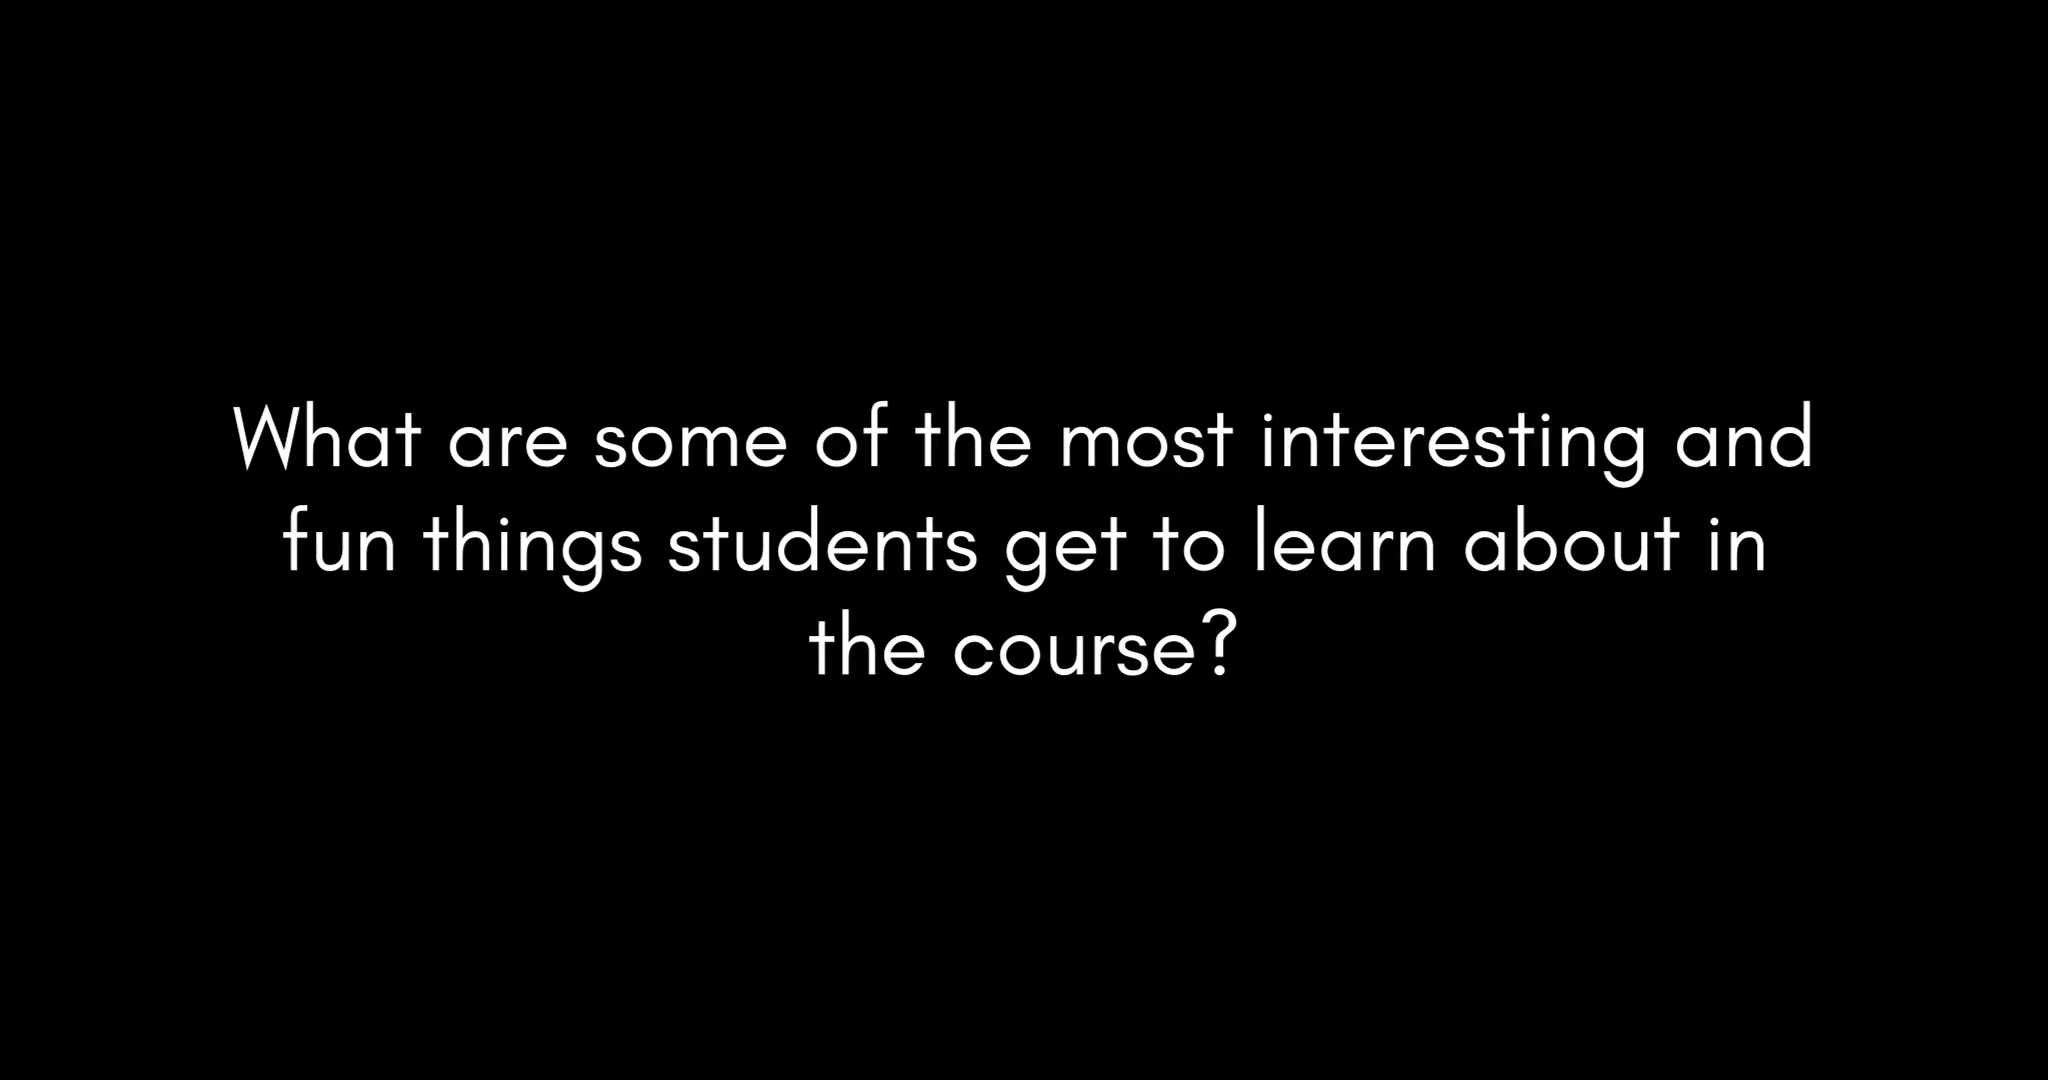 What are some of the most interesting and
fun things students get to learn about in
the course?